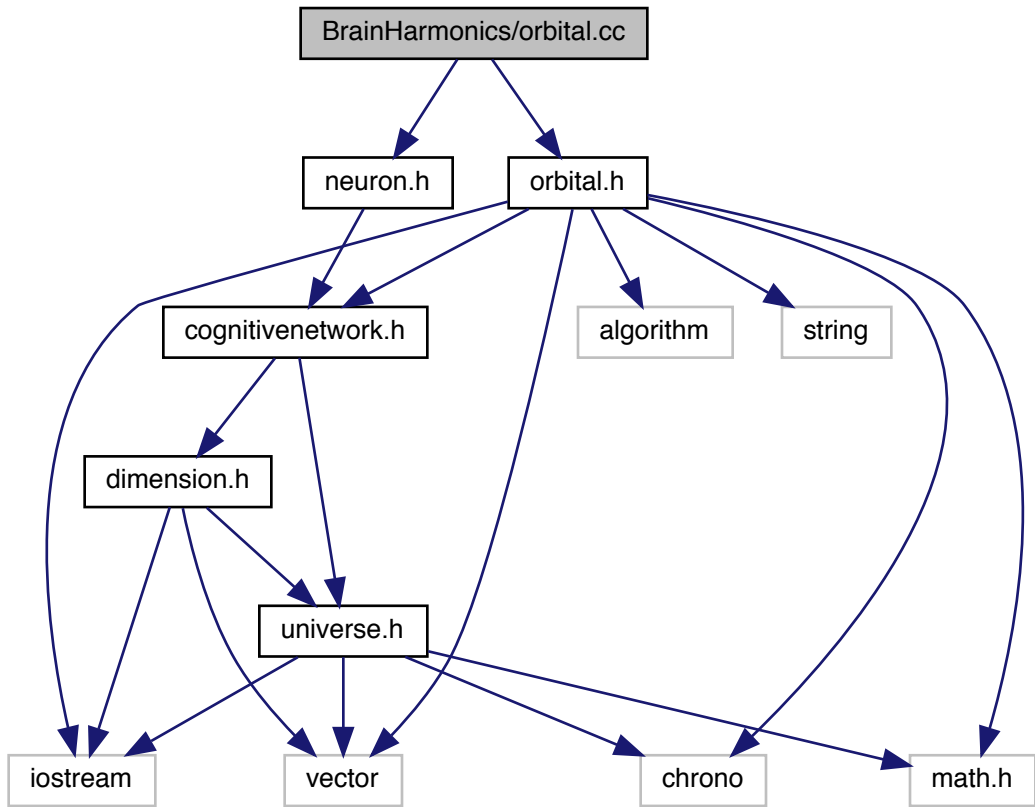 BrainHarmonics/orbital.cc
neuron.h
orbital.h
cognitivenetwork.h
algorithm
string
dimension.h
universe.h
iostream
vector
chrono
math.h